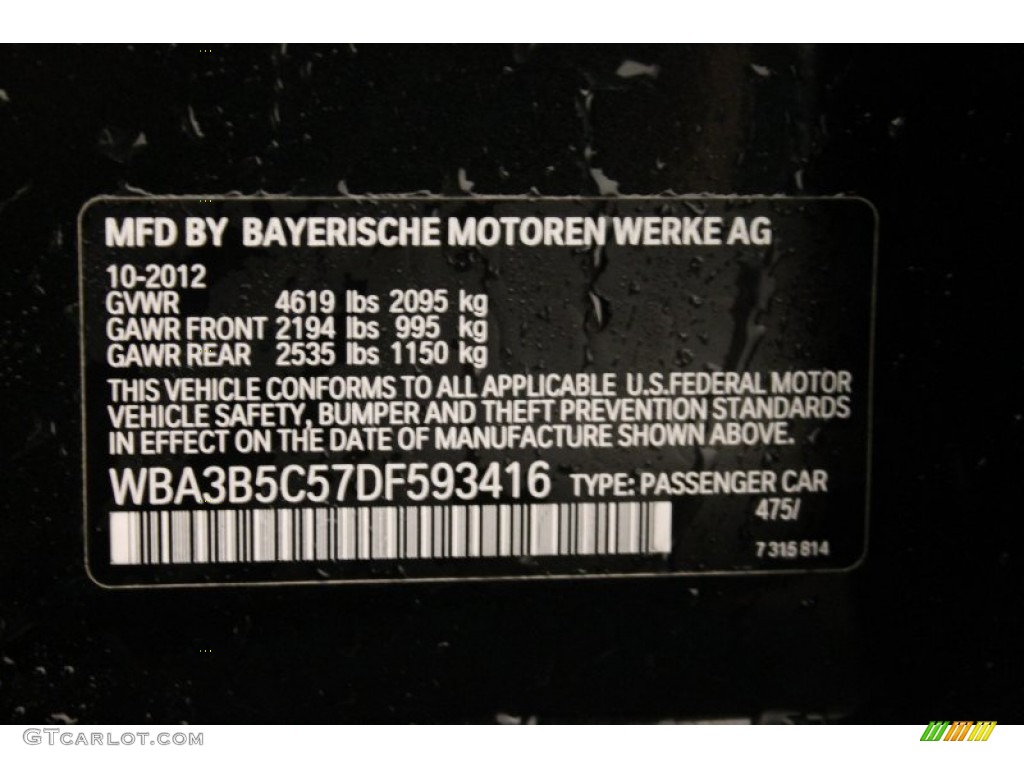 MFD BY BAYERISCHE MOTOREN WERKE AG
10-2012
GVWR 4619 lbs 2095 kg
GAWR FRONT 2194 lbs 995 kg
GAWR REAR 2535 lbs 1150 kg
THIS VEHICLE CONFORMS TO ALL APPLICABLE U.S.FEDERAL MOTOR
VEHICLE SAFETY, BUMPER AND THEFT PREVENTION STANDARDS
IN EFFECT ON THE DATE OF MANUFACTURE SHOWN ABOVE.
WBA3B5C57DF593416 TYPE: PASSENGER CAR
475/
7 315 814
GTcarlot.com